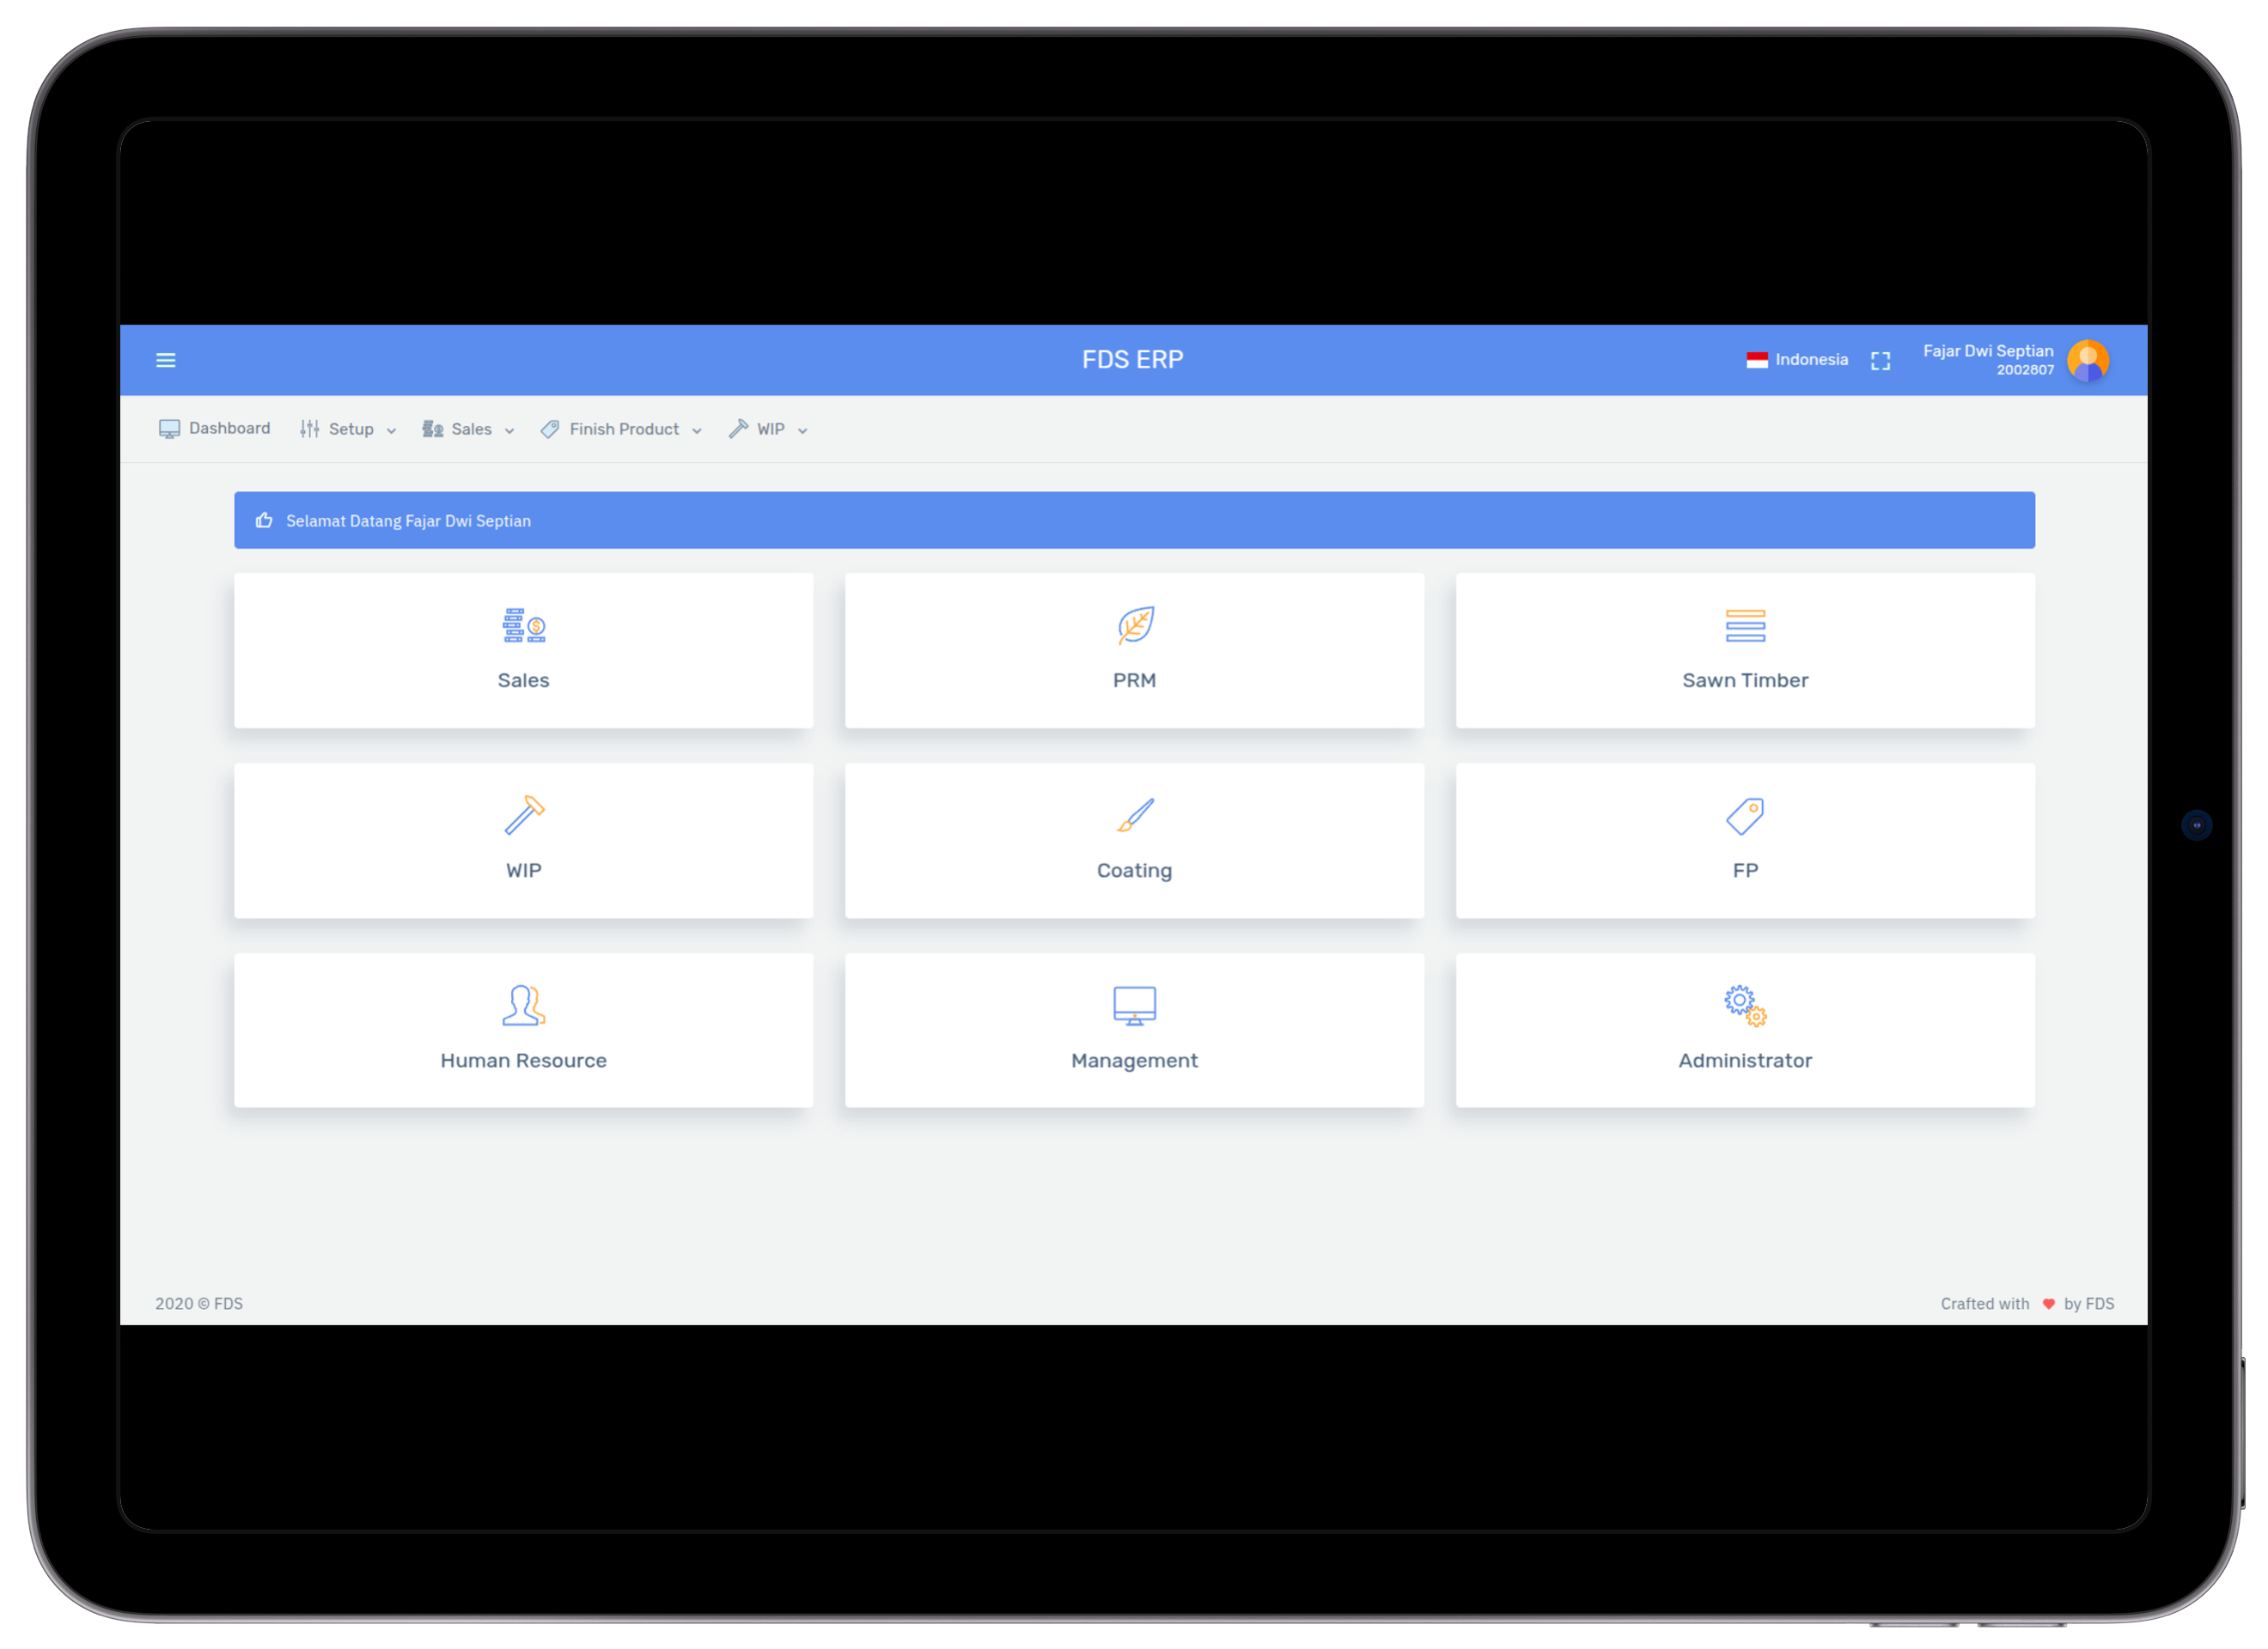 FDS ERP
Indonesia
Fajar Dwi Septian
2002807
Dashboard
Setup
Sales
Finish Product
WIP
Selamat Datang Fajar Dwi Septian
Sales
PRM
Sawn Timber
WIP
Coating
FP
Human Resource
Management
Administrator
2020 © FDS
Crafted with ♥ by FDS